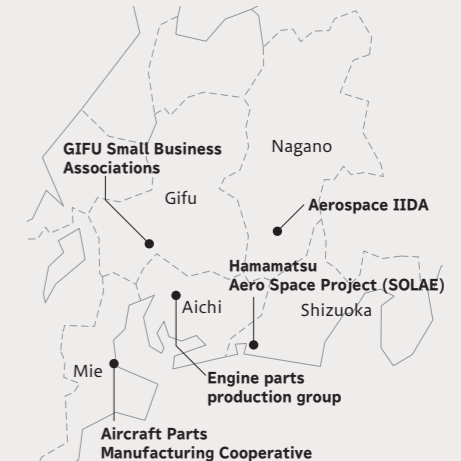 GIFU Small Business
Associations
Nagano
Gifu
Aerospace IIDA
Hamamatsu
Aero Space Project (SOLAE)
Aichi
Shizuoka
Mie
Engine parts
production group
Aircraft Parts
Manufacturing Cooperative